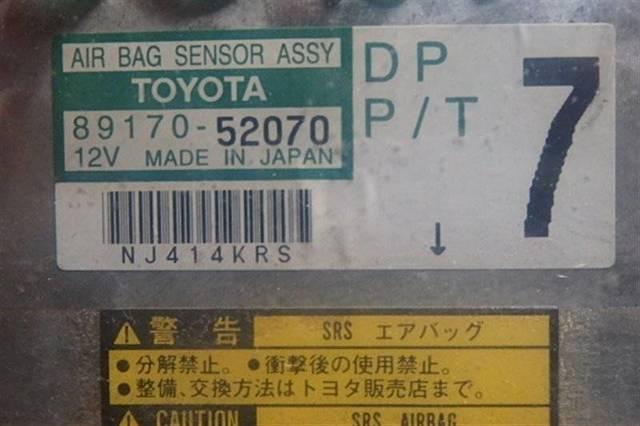 AIR BAG SENSOR ASSY
TOYOTA
89170-52070
12V MADE IN JAPAN
NJ414KRS
DP
P/T
7
↓
警告 SRS エアバッグ
●分解禁止。●衝撃後の使用禁止。
●整備、交換方法はトヨタ販売店まで。
CAUTION SRS AIRBAG